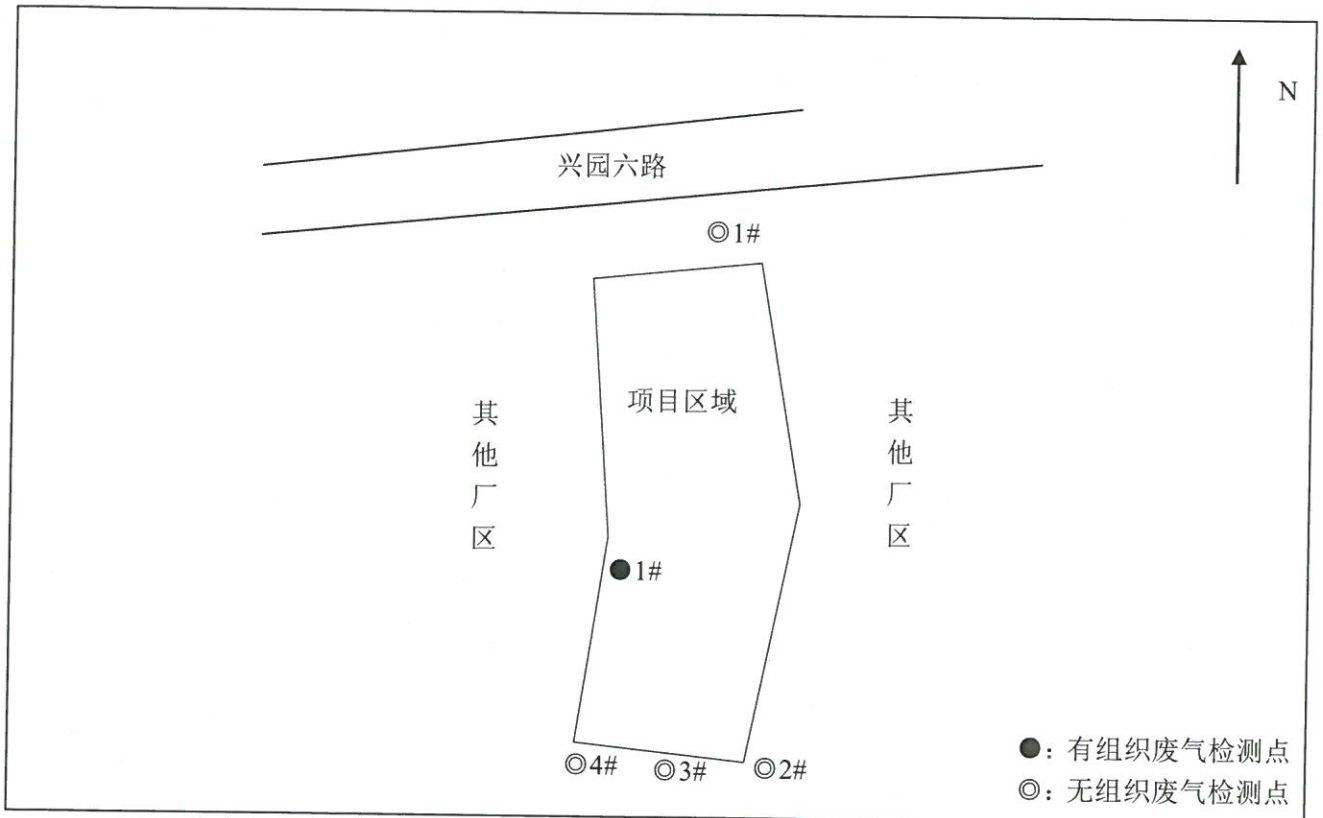 N
兴园六路
◎1#
项目区域
其他厂区
其他厂区
●1#
◎4#
◎3#
◎2#
●：有组织废气检测点
◎：无组织废气检测点